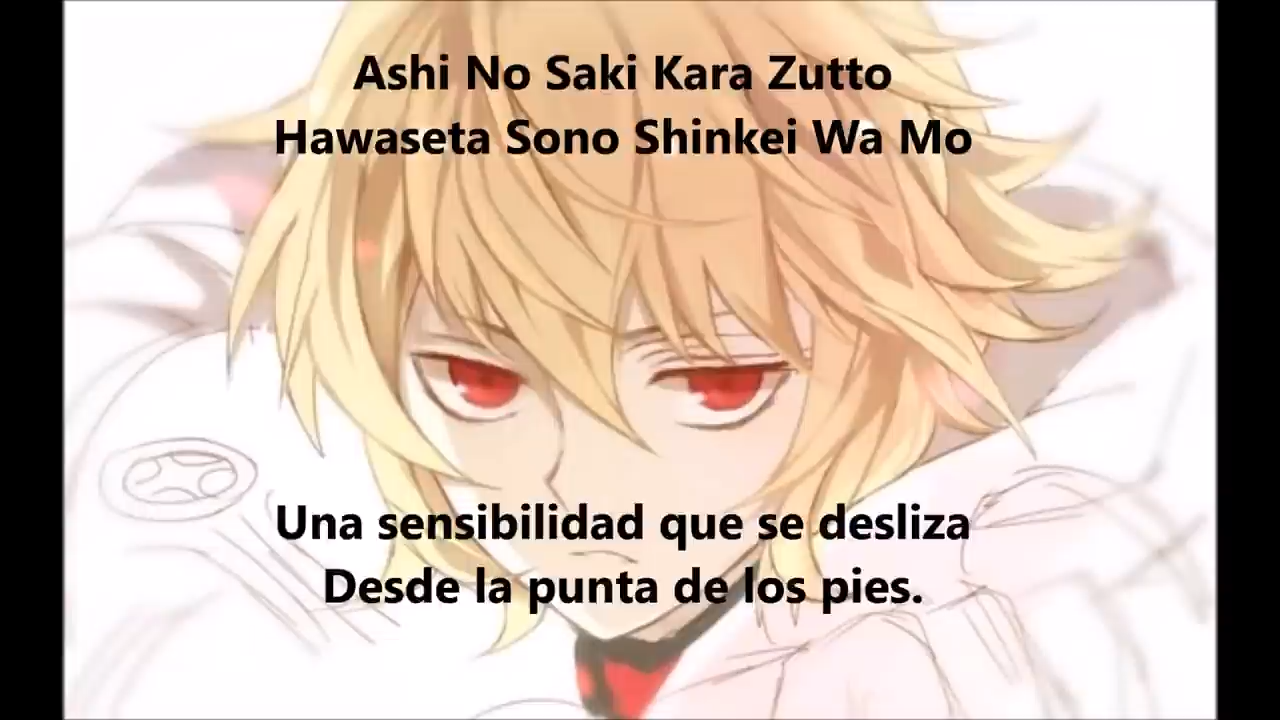 Ashi No Saki Kara Zutto
Hawaseta Sono Shinkei Wa Mo
Una sensibilidad que se desliza
Desde la punta de los pies.